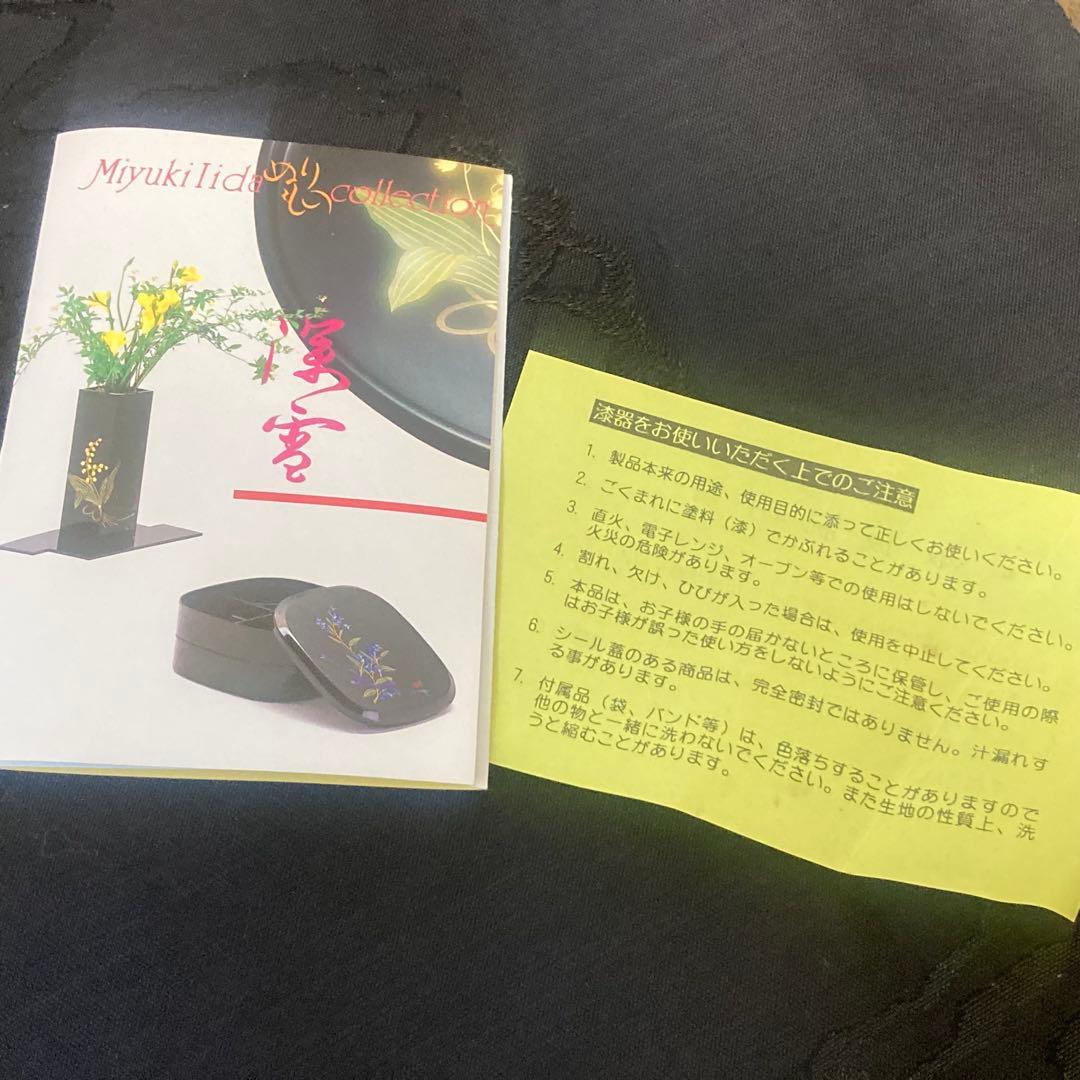 Miyuki Iida ぬりもの collection
深雪
漆器をお使いいただく上でのご注意
1. 製品本来の用途、使用目的に添って正しくお使いください。
2. ごくまれに塗料（漆）でかぶれることがあります。
3. 直火、電子レンジ、オーブン等での使用はしないでください。
火災の危険があります。
4. 割れ、欠け、ひびが入った場合は、使用を中止してください。
5. 本品は、お子様の手の届かないところに保管し、ご使用の際
はお子様が誤った使い方をしないようにご注意ください。
6. シール蓋のある商品は、完全密封ではありません。汁漏れす
る事があります。
7. 付属品（袋、バンド等）は、色落ちすることがありますので
他の物と一緒に洗わないでください。また生地の性質上、洗
うと縮むことがあります。